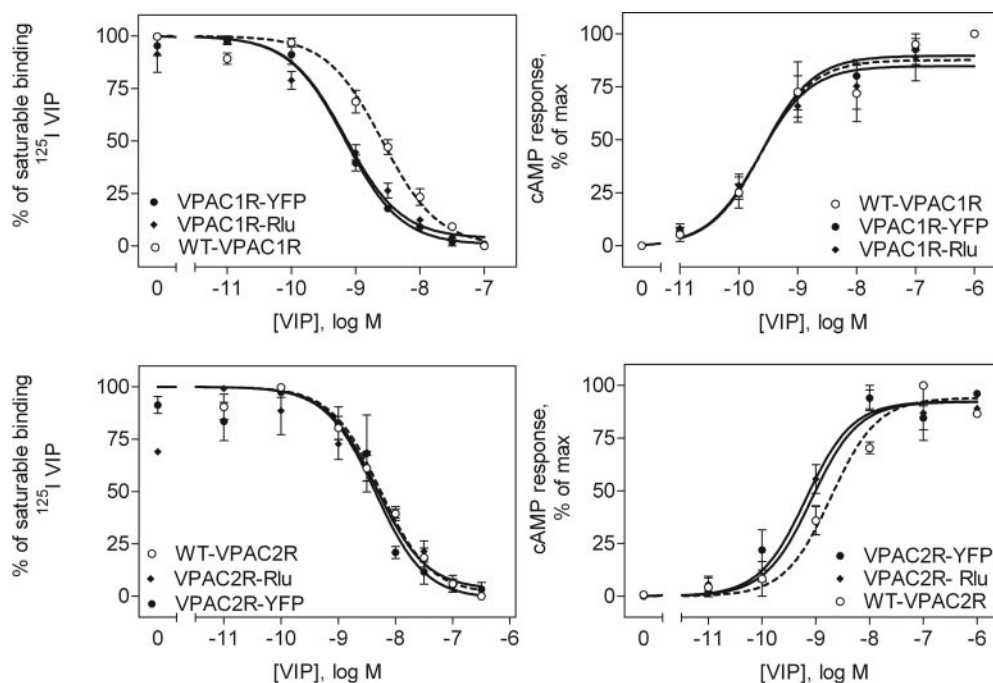 % of saturable binding
¹²⁵I VIP
100
75
50
25
0
VPAC1R-YFP
VPAC1R-Rlu
WT-VPAC1R
0 -11 -10 -9 -8 -7
[VIP], log M
cAMP response,
% of max
100
75
50
25
0
WT-VPAC1R
VPAC1R-YFP
VPAC1R-Rlu
0 -11 -10 -9 -8 -7 -6
[VIP], log M
% of saturable binding
¹²⁵I VIP
100
75
50
25
0
WT-VPAC2R
VPAC2R-Rlu
VPAC2R-YFP
0 -11 -10 -9 -8 -7 -6
[VIP], log M
cAMP response,
% of max
100
75
50
25
0
VPAC2R-YFP
VPAC2R- Rlu
WT-VPAC2R
0 -11 -10 -9 -8 -7 -6
[VIP], log M